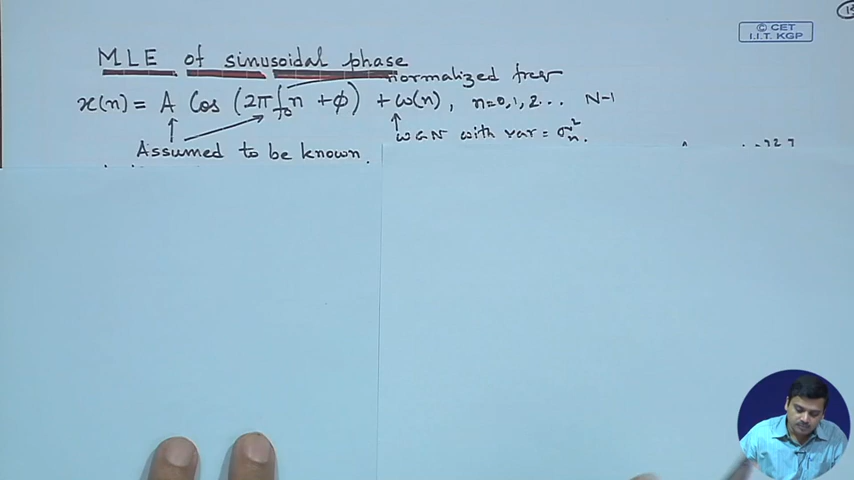 © CET
I.I.T. KGP
MLE of sinusoidal phase
normalized freq
x(n) = A Cos (2π f₀n + φ) + ω(n), n=0,1,2... N-1
WGN with var = σₙ².
Assumed to be known.